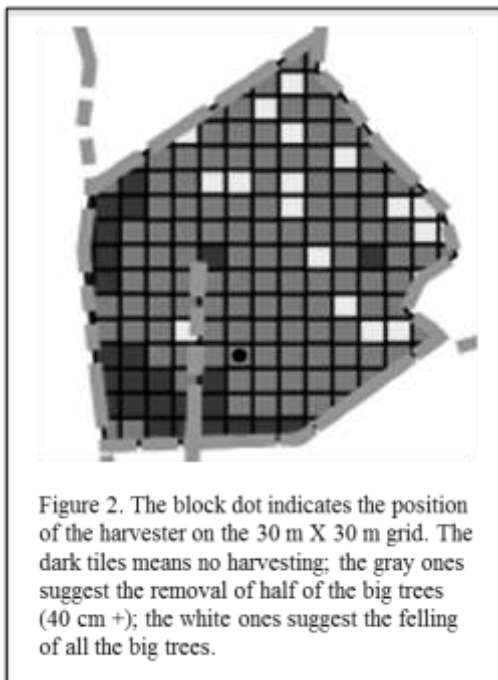 Figure 2. The block dot indicates the position
of the harvester on the 30 m X 30 m grid. The
dark tiles means no harvesting; the gray ones
suggest the removal of half of the big trees
(40 cm +); the white ones suggest the felling
of all the big trees.